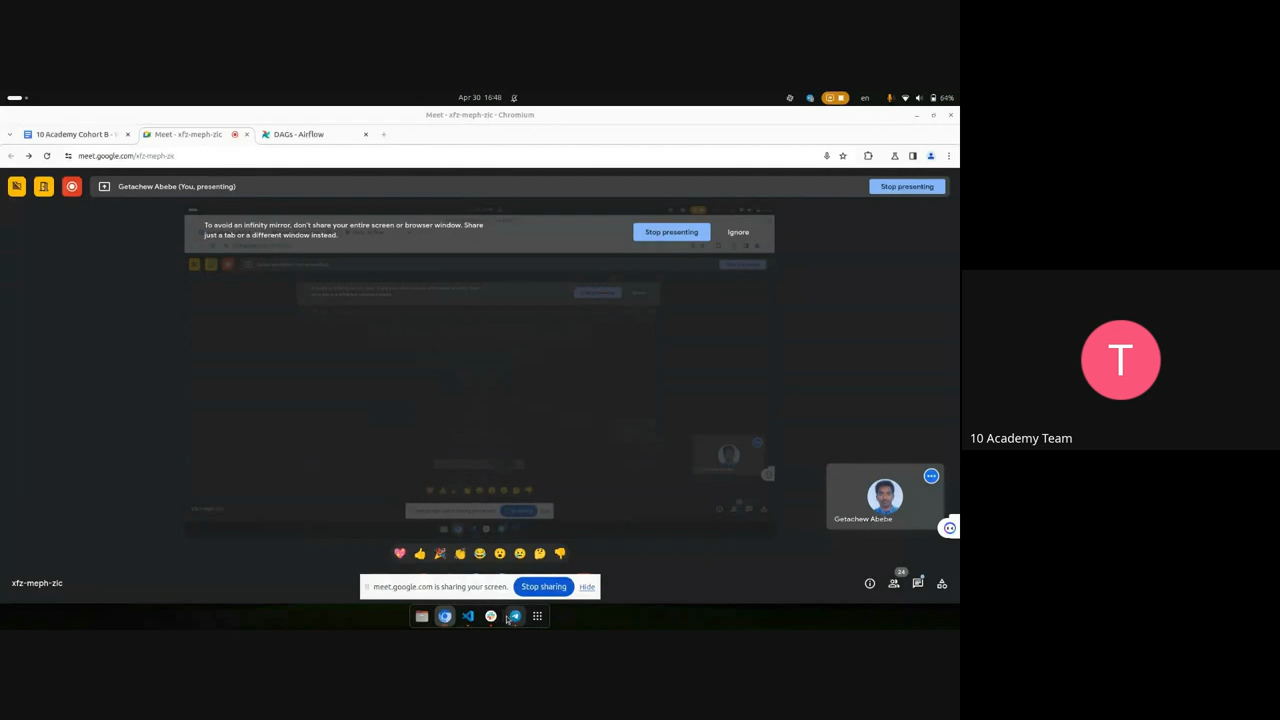 Apr 30 16:48
en
64%
Meet - xfz-meph-zic - Chromium
10 Academy Cohort B -
Meet - xfz-meph-zic
DAGs - Airflow
meet.google.com/xfz-meph-zic
Getachew Abebe (You, presenting)
Stop presenting
To avoid an infinity mirror, don't share your entire screen or browser window. Share
just a tab or a different window instead.
Stop presenting
Ignore
T
10 Academy Team
Getachew Abebe
24
xfz-meph-zic
meet.google.com is sharing your screen.
Stop sharing
Hide